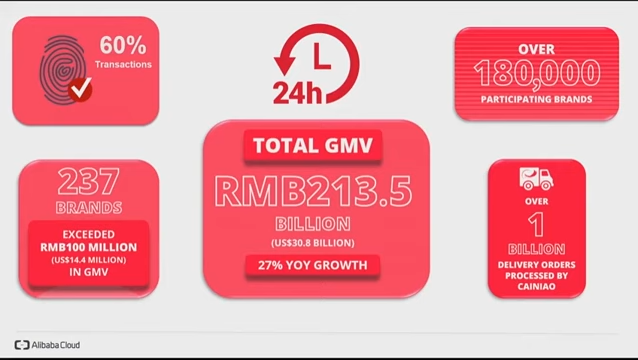 60%
Transactions
24h
OVER
180,000
PARTICIPATING BRANDS
237
BRANDS
EXCEEDED
RMB100 MILLION
(US$14.4 MILLION)
IN GMV
TOTAL GMV
RMB213.5
BILLION
(US$30.8 BILLION)
27% YOY GROWTH
OVER
1
BILLION
DELIVERY ORDERS
PROCESSED BY
CAINIAO
Alibaba Cloud